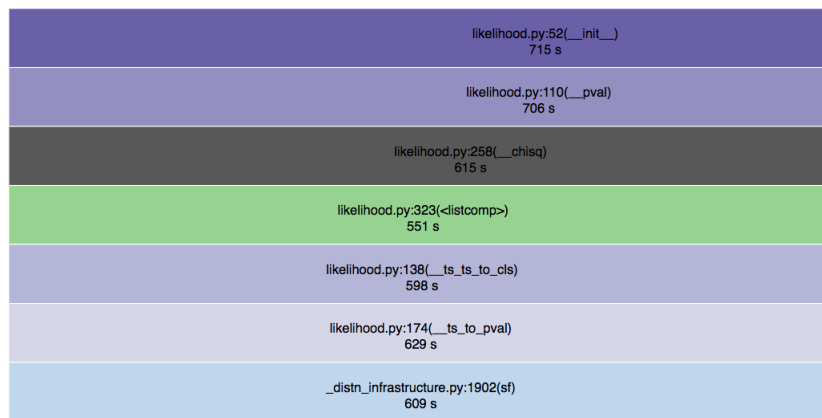 likelihood.py:52(__init__)
715 s
likelihood.py:110(__pval)
706 s
likelihood.py:258(__chisq)
615 s
likelihood.py:323(<listcomp>)
551 s
likelihood.py:138(__ts_ts_to_cls)
598 s
likelihood.py:174(__ts_to_pval)
629 s
_distn_infrastructure.py:1902(sf)
609 s